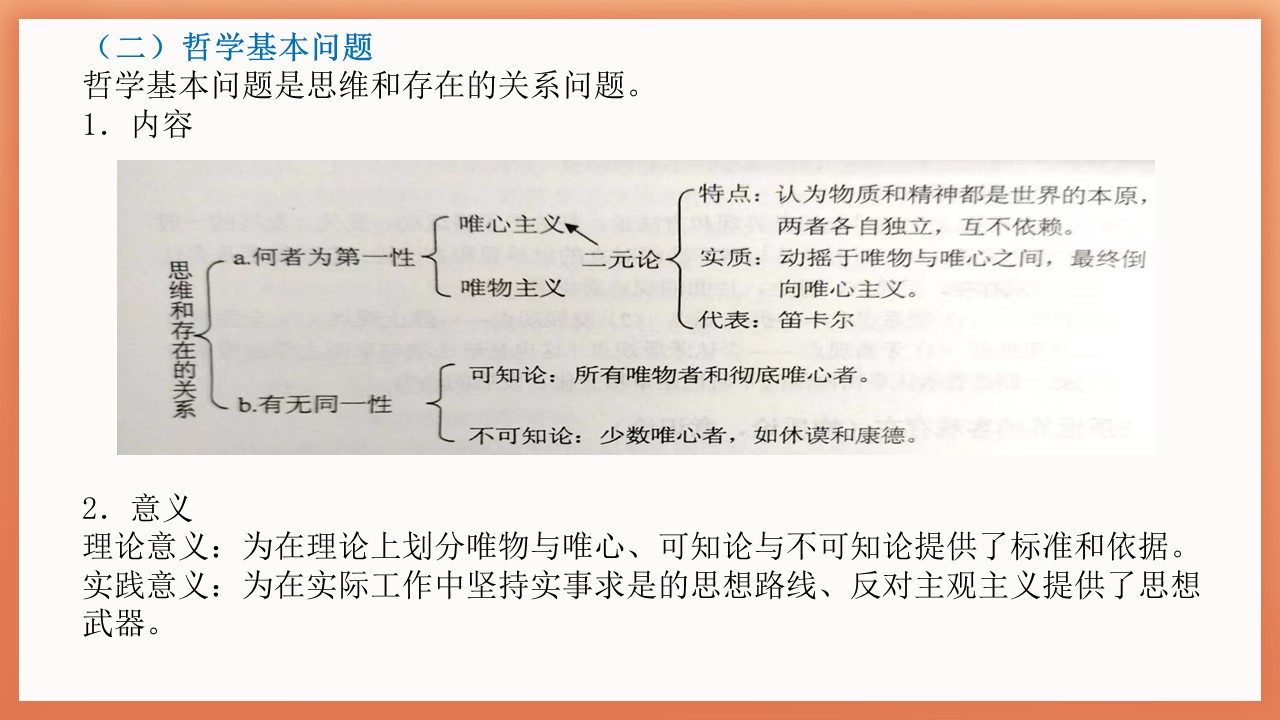 （二）哲学基本问题
哲学基本问题是思维和存在的关系问题。
1．内容
思维和存在的关系
a.何者为第一性
唯心主义
唯物主义
二元论
特点：认为物质和精神都是世界的本原，
两者各自独立，互不依赖。
实质：动摇于唯物与唯心之间，最终倒
向唯心主义。
代表：笛卡尔
b.有无同一性
可知论：所有唯物者和彻底唯心者。
不可知论：少数唯心者，如休谟和康德。
2．意义
理论意义：为在理论上划分唯物与唯心、可知论与不可知论提供了标准和依据。
实践意义：为在实际工作中坚持实事求是的思想路线、反对主观主义提供了思想
武器。